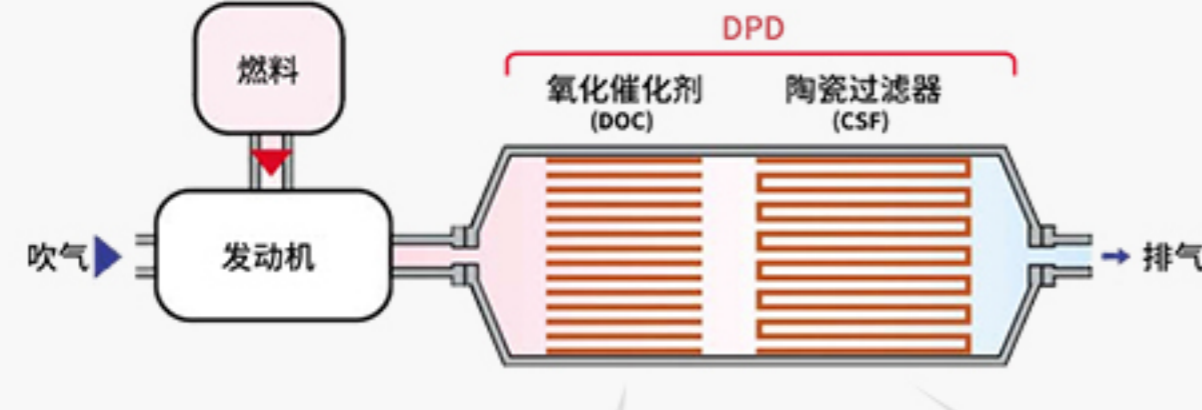 DPD
燃料
氧化催化剂
(DOC)
陶瓷过滤器
(CSF)
吹气
发动机
排气